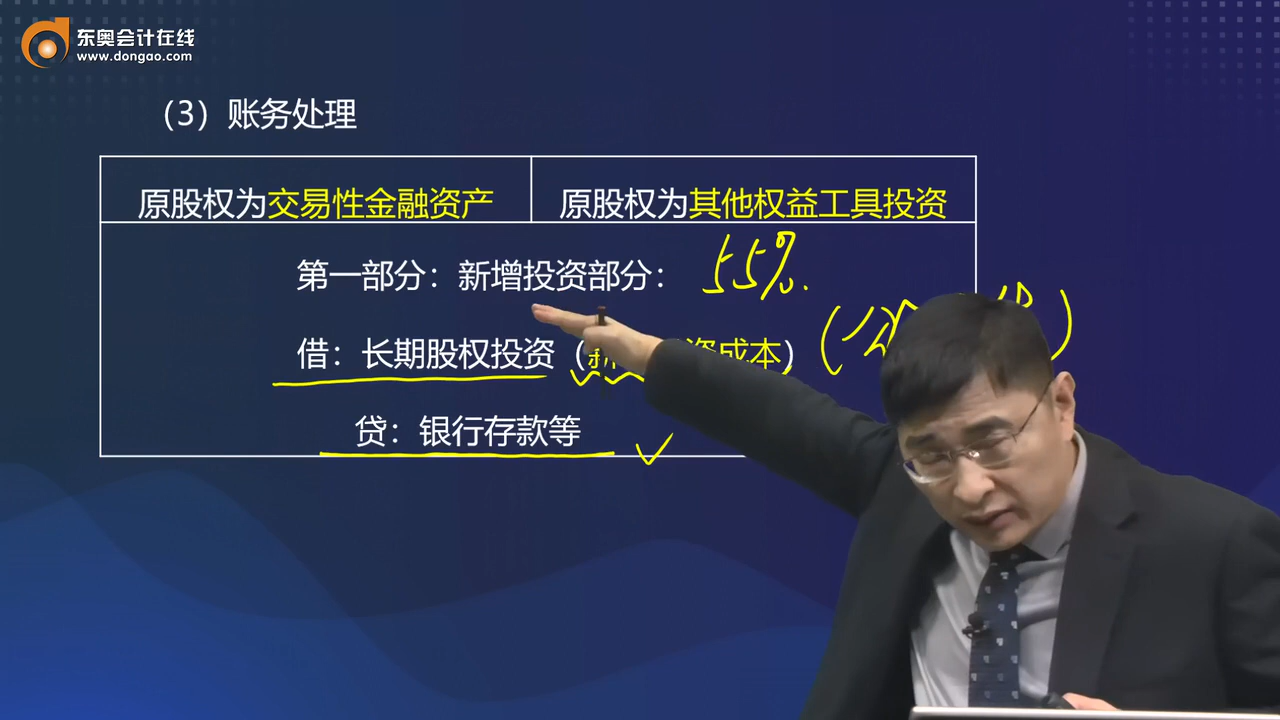 东奥会计在线
www.dongao.com
（3）账务处理
原股权为交易性金融资产
原股权为其他权益工具投资
第一部分：新增投资部分： 55%.
借：长期股权投资（新 资成本）
贷：银行存款等